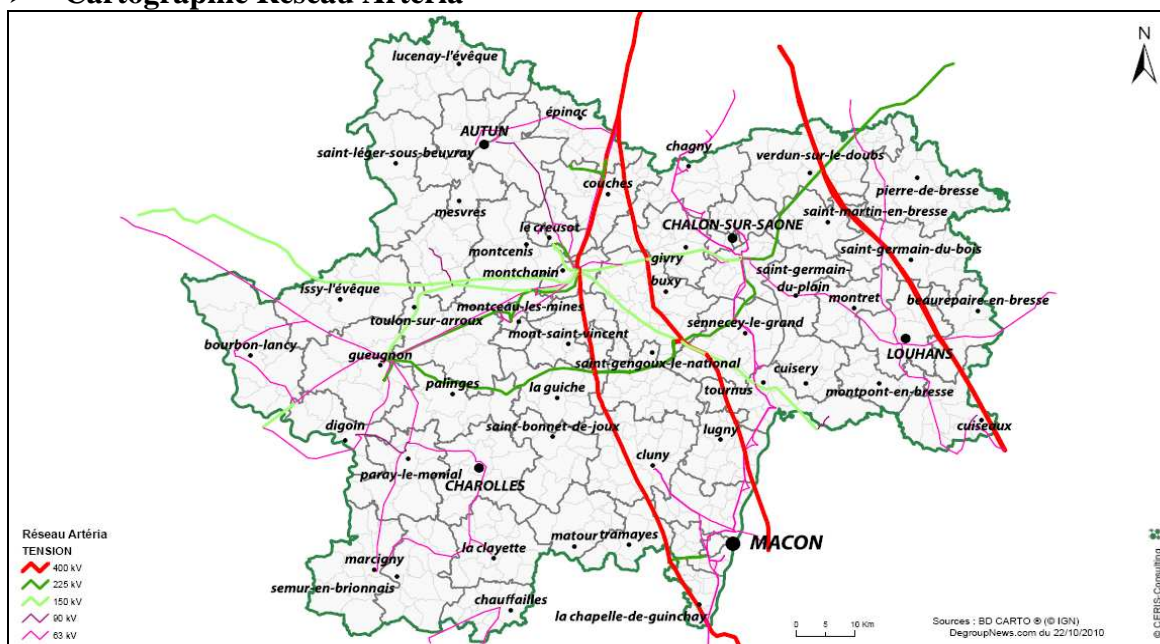 Cartographie Réseau Artéria
N
lucenay-l'évêque
épinac
AUTUN
chagny
saint-léger-sous-beuvray
verdun-sur-le-doubs
couches
pierre-de-bresse
mesvres
saint-martin-en-bresse
le creusot
CHALON-SUR-SAONE
montcenis
givry
saint-germain-du-bois
montchanin
saint-germain-
du-plain
buxy
issy-l'évêque
montret
beaurepaire-en-bresse
montceau-les-mines
toulon-sur-arroux
mont-saint-vincent
sennecey-le-grand
bourbon-lancy
LOUHANS
gueugnon
saint-gengoux-le-national
cuisery
palinges
la guiche
tournus
montpont-en-bresse
digoin
saint-bonnet-de-joux
lugny
cuiseaux
cluny
paray-le-monial
CHAROLLES
Réseau Artéria
TENSION
400 kV
225 kV
150 kV
90 kV
63 kV
matour
tramayes
MACON
la clayette
marcigny
semur-en-brionnais
chauffailles
la chapelle-de-guinchay
0 5 10 Km
Sources : BD CARTO ® (© IGN)
DegroupNews.com du 22/10/2010
© CERIS-Consulting